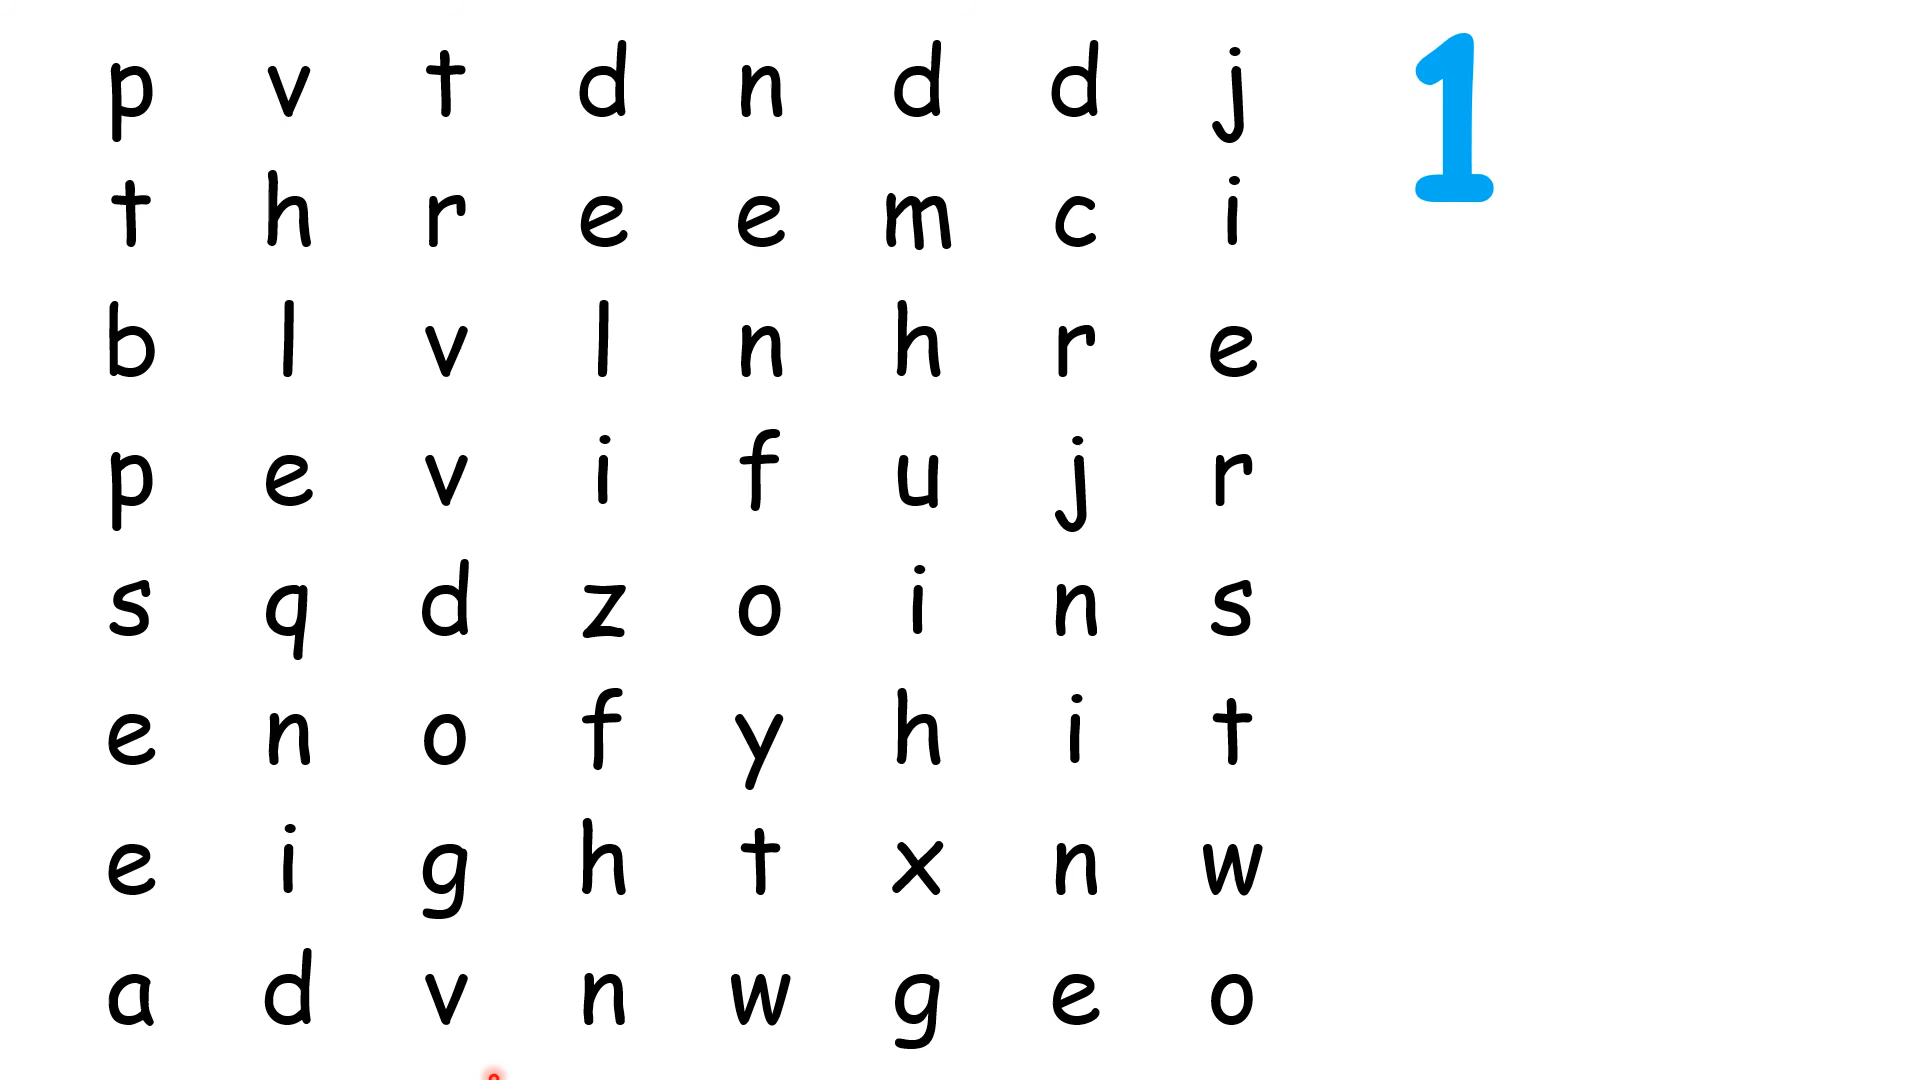 p v t d n d d j 1
t h r e e m c i
b l v l n h r e
p e v i f u j r
s q d z o i n s
e n o f y h i t
e i g h t x n w
a d v n w g e o